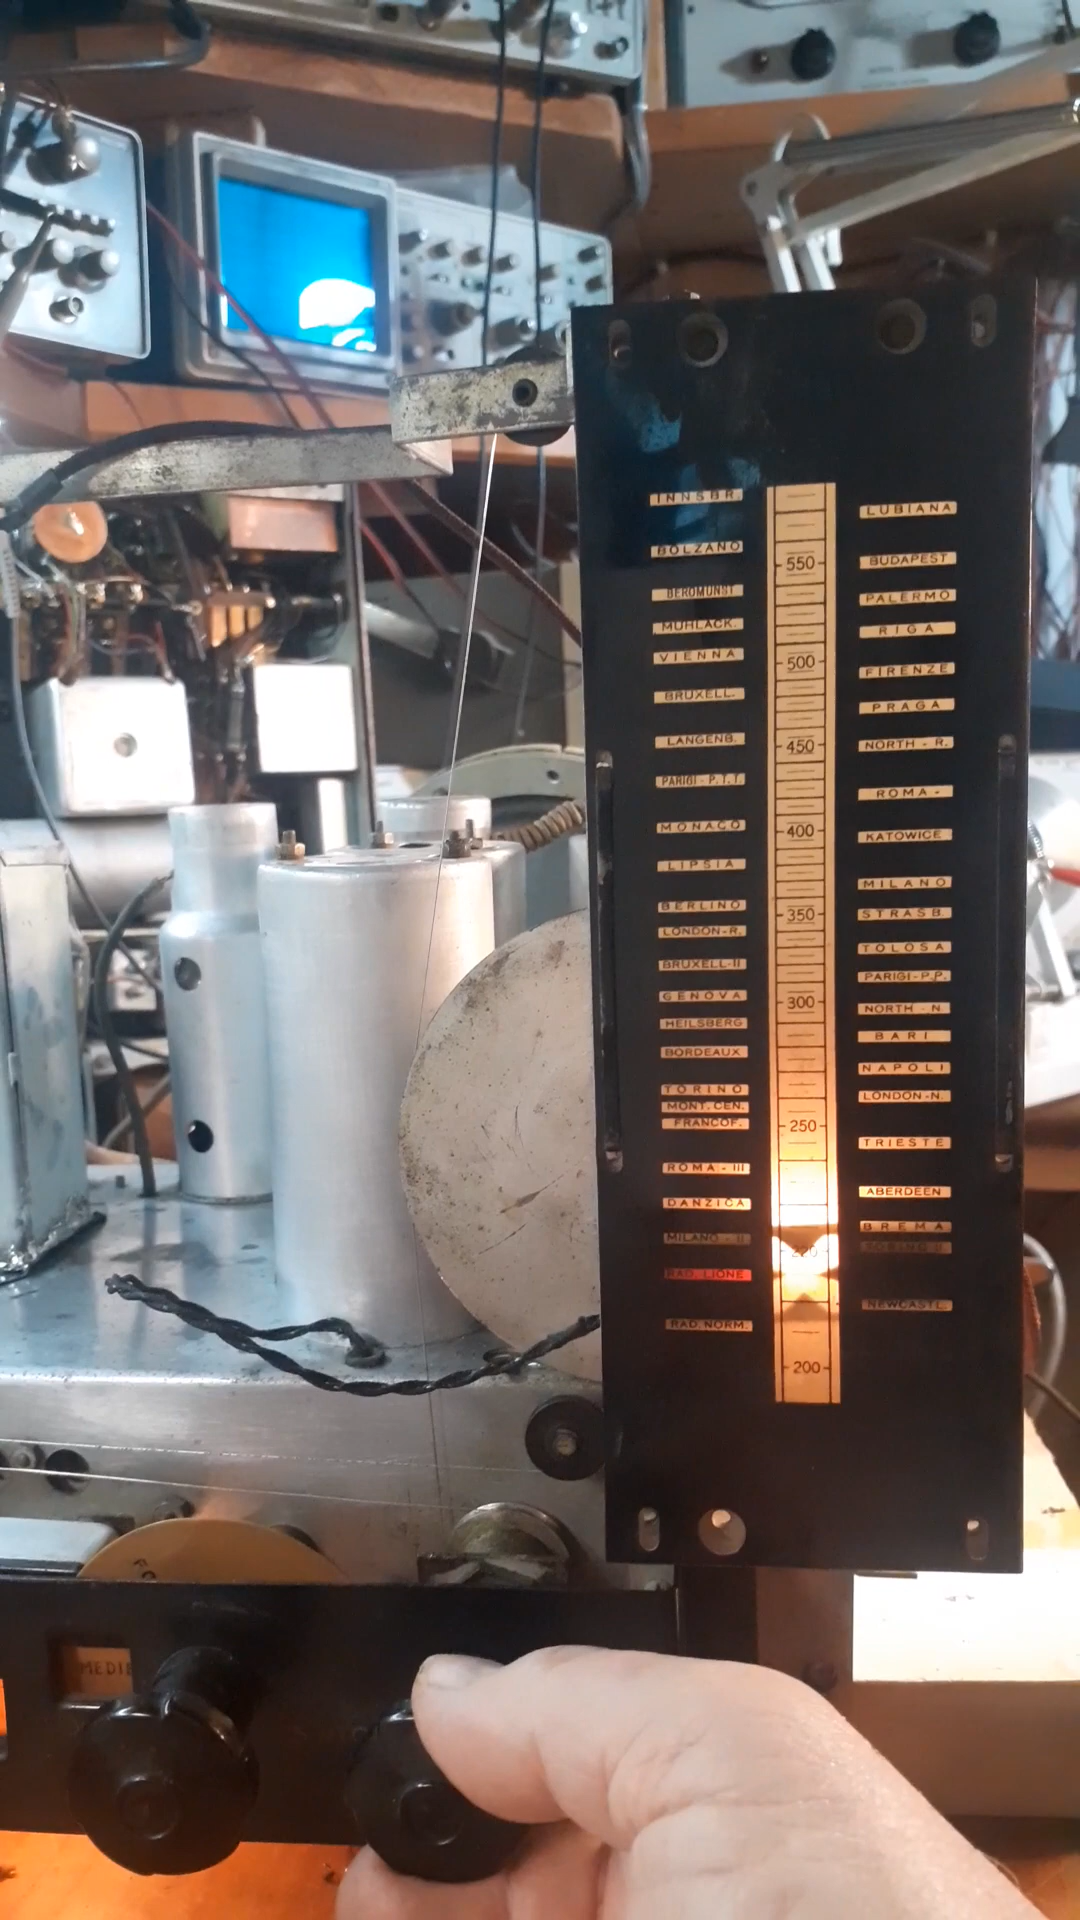 INNSBR.
BOLZANO
BEROMUNST
MÜHLACK.
VIENNA
BRUXELL.
LANGENB.
PARIGI-P.T.T.
MONACO
LIPSIA
BERLINO
LONDON-R.
BRUXELL-II
GENOVA
HEILSBERG
BORDEAUX
TORINO
MONT. CEN.
FRANCOF.
ROMA-III
DANZICA
MILANO-II
RAD. LIONE
RAD. NORM.
550
500
450
400
350
300
250
220
200
LUBIANA
BUDAPEST
PALERMO
RIGA
FIRENZE
PRAGA
NORTH-R.
ROMA-
KATOWICE
MILANO
STRASB.
TOLOSA
PARIGI-P.P.
NORTH-N
BARI
NAPOLI
LONDON-N.
TRIESTE
ABERDEEN
BREMA
NEWCASTL.
MEDIE